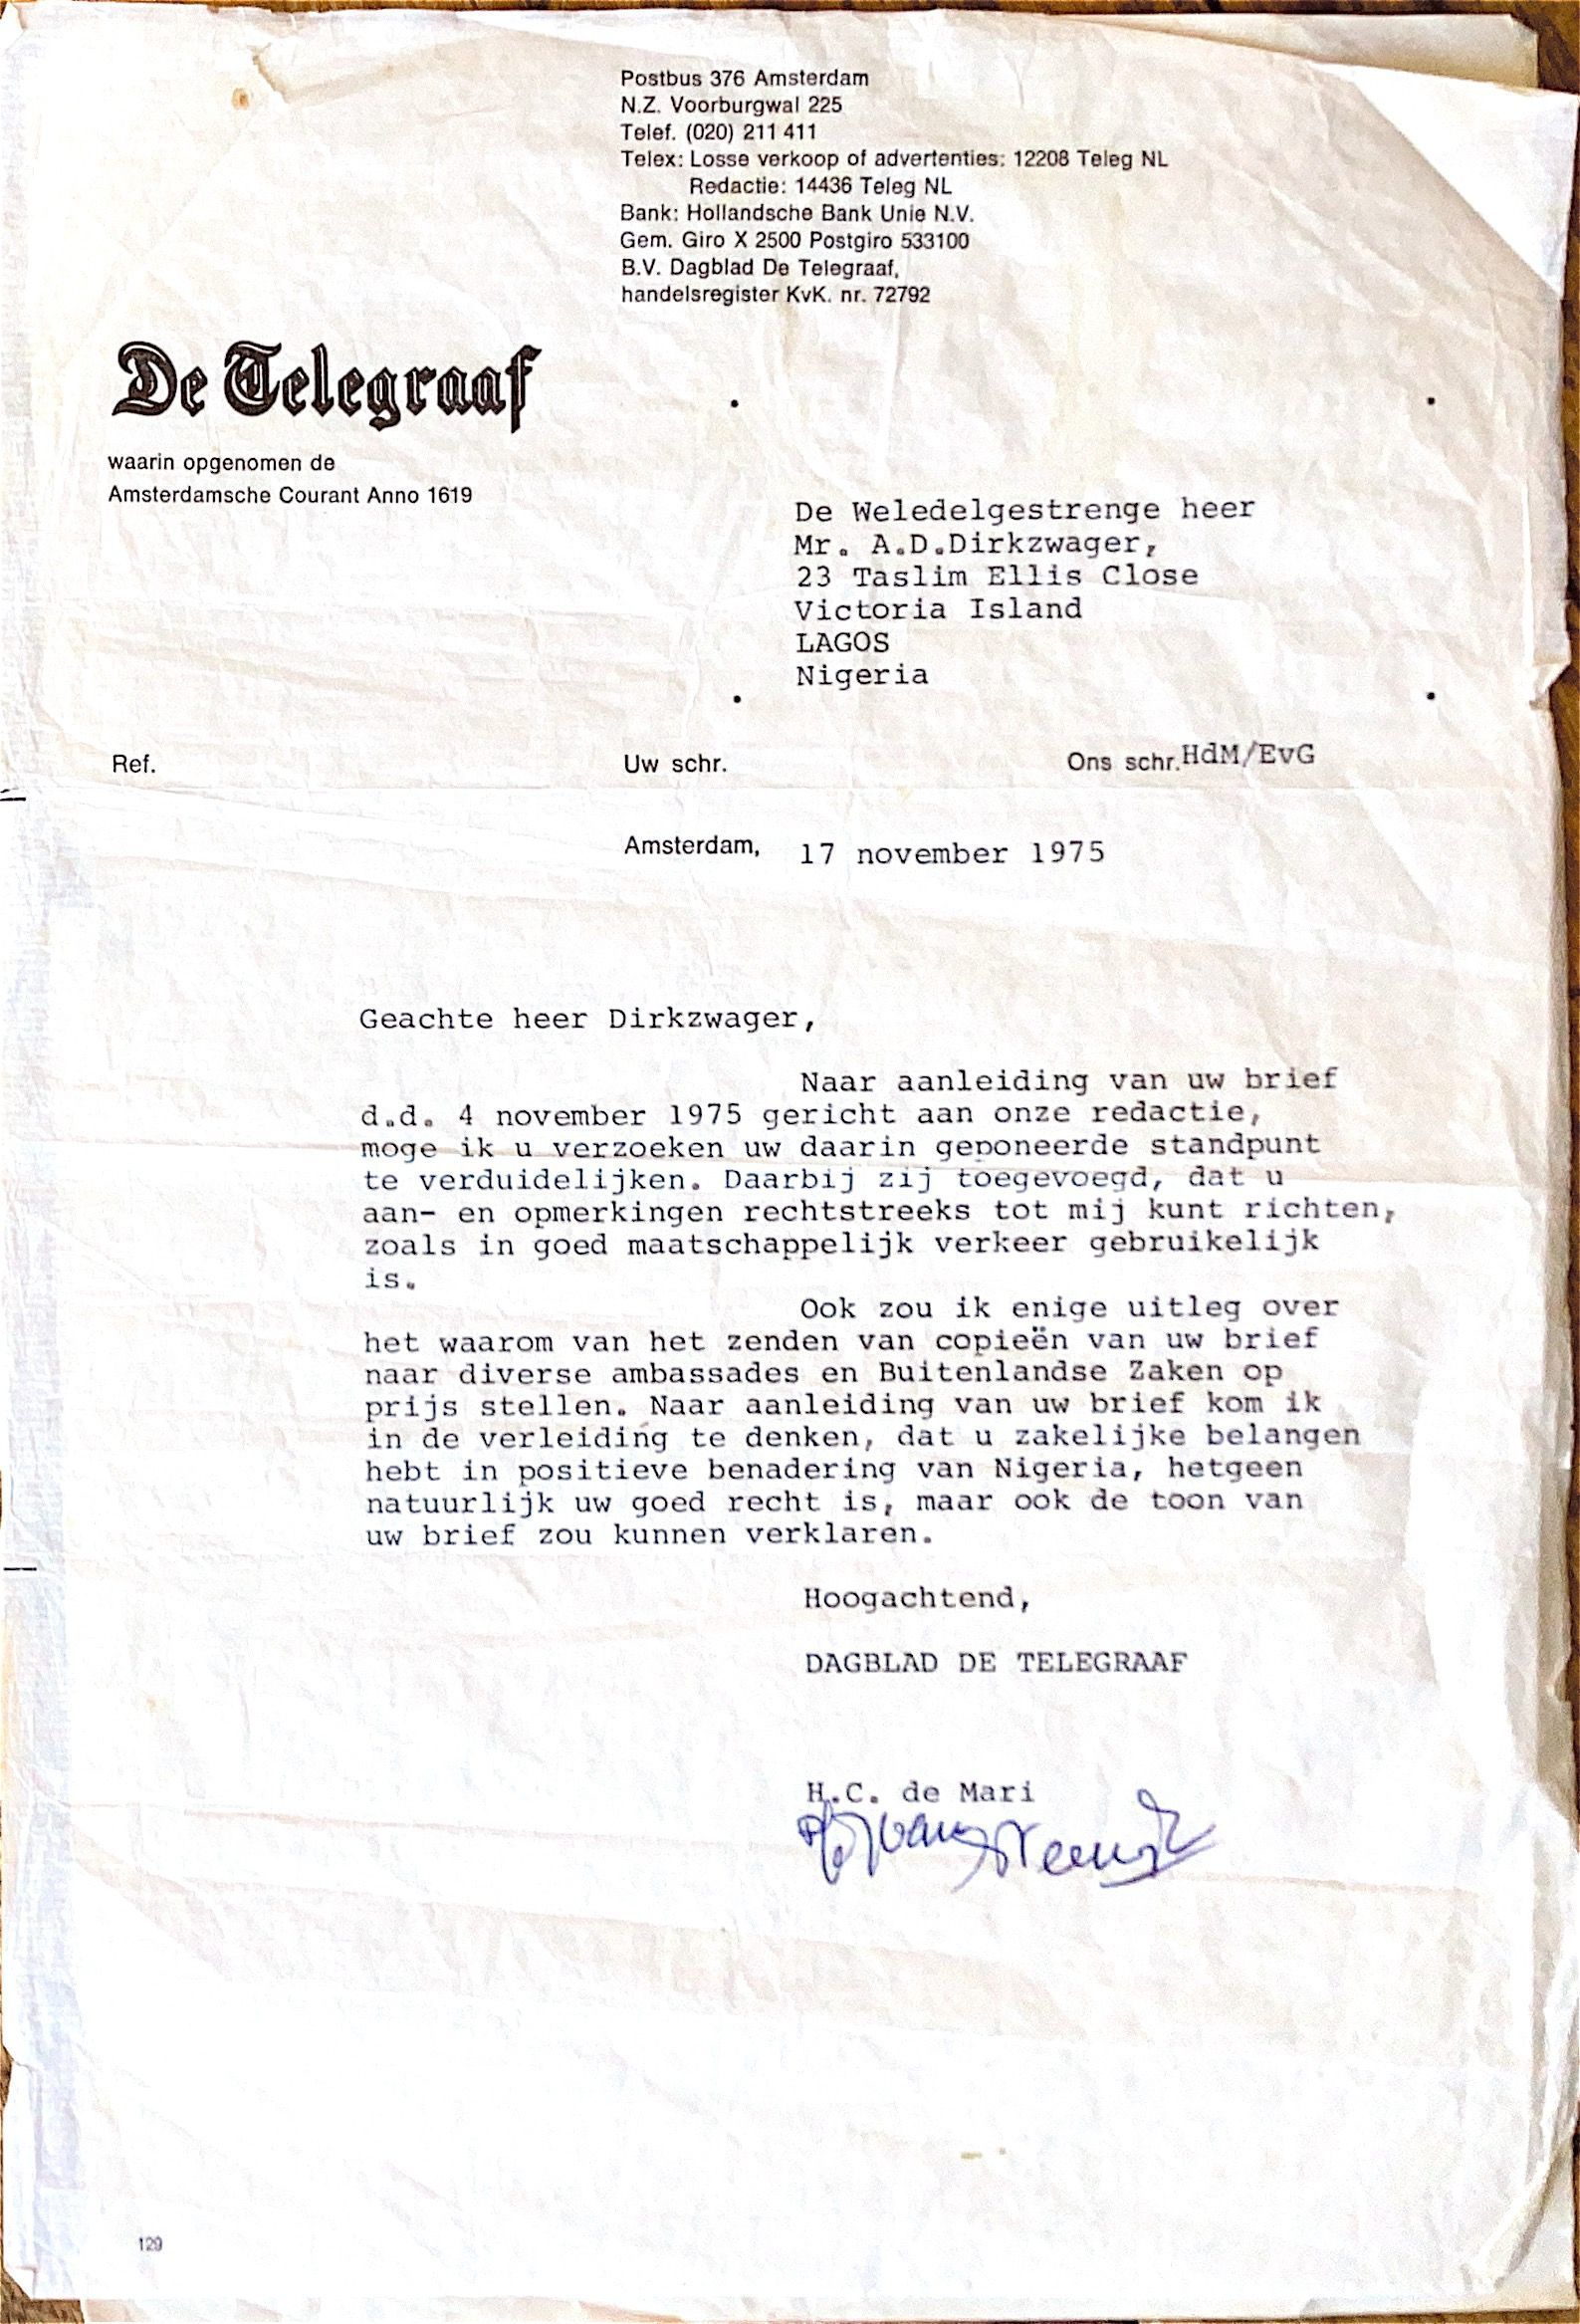 Postbus 376 Amsterdam
N.Z. Voorburgwal 225
Telef. (020) 211 411
Telex: Losse verkoop of advertenties: 12208 Teleg NL
Redactie: 14436 Teleg NL
Bank: Hollandsche Bank Unie N.V.
Gem. Giro X 2500 Postgiro 533100
B.V. Dagblad De Telegraaf,
handelsregister KvK. nr. 72792
De Telegraaf
waarin opgenomen de
Amsterdamsche Courant Anno 1619
De Weledelgestrenge heer
Mr. A.D.Dirkzwager,
23 Taslim Ellis Close
Victoria Island
LAGOS
Nigeria
Ref. Uw schr. Ons schr. HdM/EvG
Amsterdam, 17 november 1975
Geachte heer Dirkzwager,
Naar aanleiding van uw brief
d.d. 4 november 1975 gericht aan onze redactie,
moge ik u verzoeken uw daarin geponeerde standpunt
te verduidelijken. Daarbij zij toegevoegd, dat u
aan- en opmerkingen rechtstreeks tot mij kunt richten,
zoals in goed maatschappelijk verkeer gebruikelijk
is.
Ook zou ik enige uitleg over
het waarom van het zenden van copieën van uw brief
naar diverse ambassades en Buitenlandse Zaken op
prijs stellen. Naar aanleiding van uw brief kom ik
in de verleiding te denken, dat u zakelijke belangen
hebt in positieve benadering van Nigeria, hetgeen
natuurlijk uw goed recht is, maar ook de toon van
uw brief zou kunnen verklaren.
Hoogachtend,
DAGBLAD DE TELEGRAAF
H.C. de Mari
129